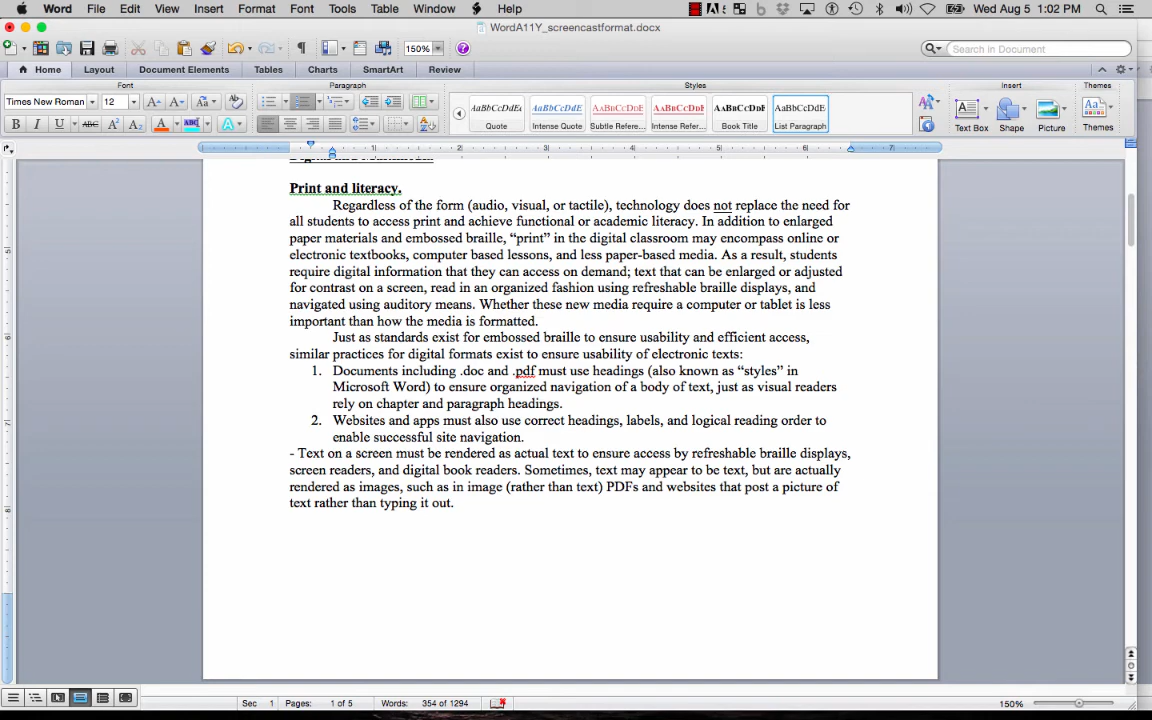 Word File Edit View Insert Format Font Tools Table Window Help Wed Aug 5 1:02 PM
WordA11Y_screencastformat.docx
150% Search in Document
Home Layout Document Elements Tables Charts SmartArt Review
Font Paragraph Styles Insert Themes
Times New Roman 12
AaBbCcDdEe AaBbCcDdE AaBbCcDdE AaBbCcDdE AaBbCcDdE AaBbCcDdE
Quote Intense Quote Subtle Refere... Intense Refer... Book Title List Paragraph Text Box Shape Picture Themes
Print and literacy.
Regardless of the form (audio, visual, or tactile), technology does not replace the need for
all students to access print and achieve functional or academic literacy. In addition to enlarged
paper materials and embossed braille, “print” in the digital classroom may encompass online or
electronic textbooks, computer based lessons, and less paper-based media. As a result, students
require digital information that they can access on demand; text that can be enlarged or adjusted
for contrast on a screen, read in an organized fashion using refreshable braille displays, and
navigated using auditory means. Whether these new media require a computer or tablet is less
important than how the media is formatted.
Just as standards exist for embossed braille to ensure usability and efficient access,
similar practices for digital formats exist to ensure usability of electronic texts:
1. Documents including .doc and .pdf must use headings (also known as “styles” in
Microsoft Word) to ensure organized navigation of a body of text, just as visual readers
rely on chapter and paragraph headings.
2. Websites and apps must also use correct headings, labels, and logical reading order to
enable successful site navigation.
- Text on a screen must be rendered as actual text to ensure access by refreshable braille displays,
screen readers, and digital book readers. Sometimes, text may appear to be text, but are actually
rendered as images, such as in image (rather than text) PDFs and websites that post a picture of
text rather than typing it out.
Sec 1 Pages: 1 of 5 Words: 354 of 1294 150%